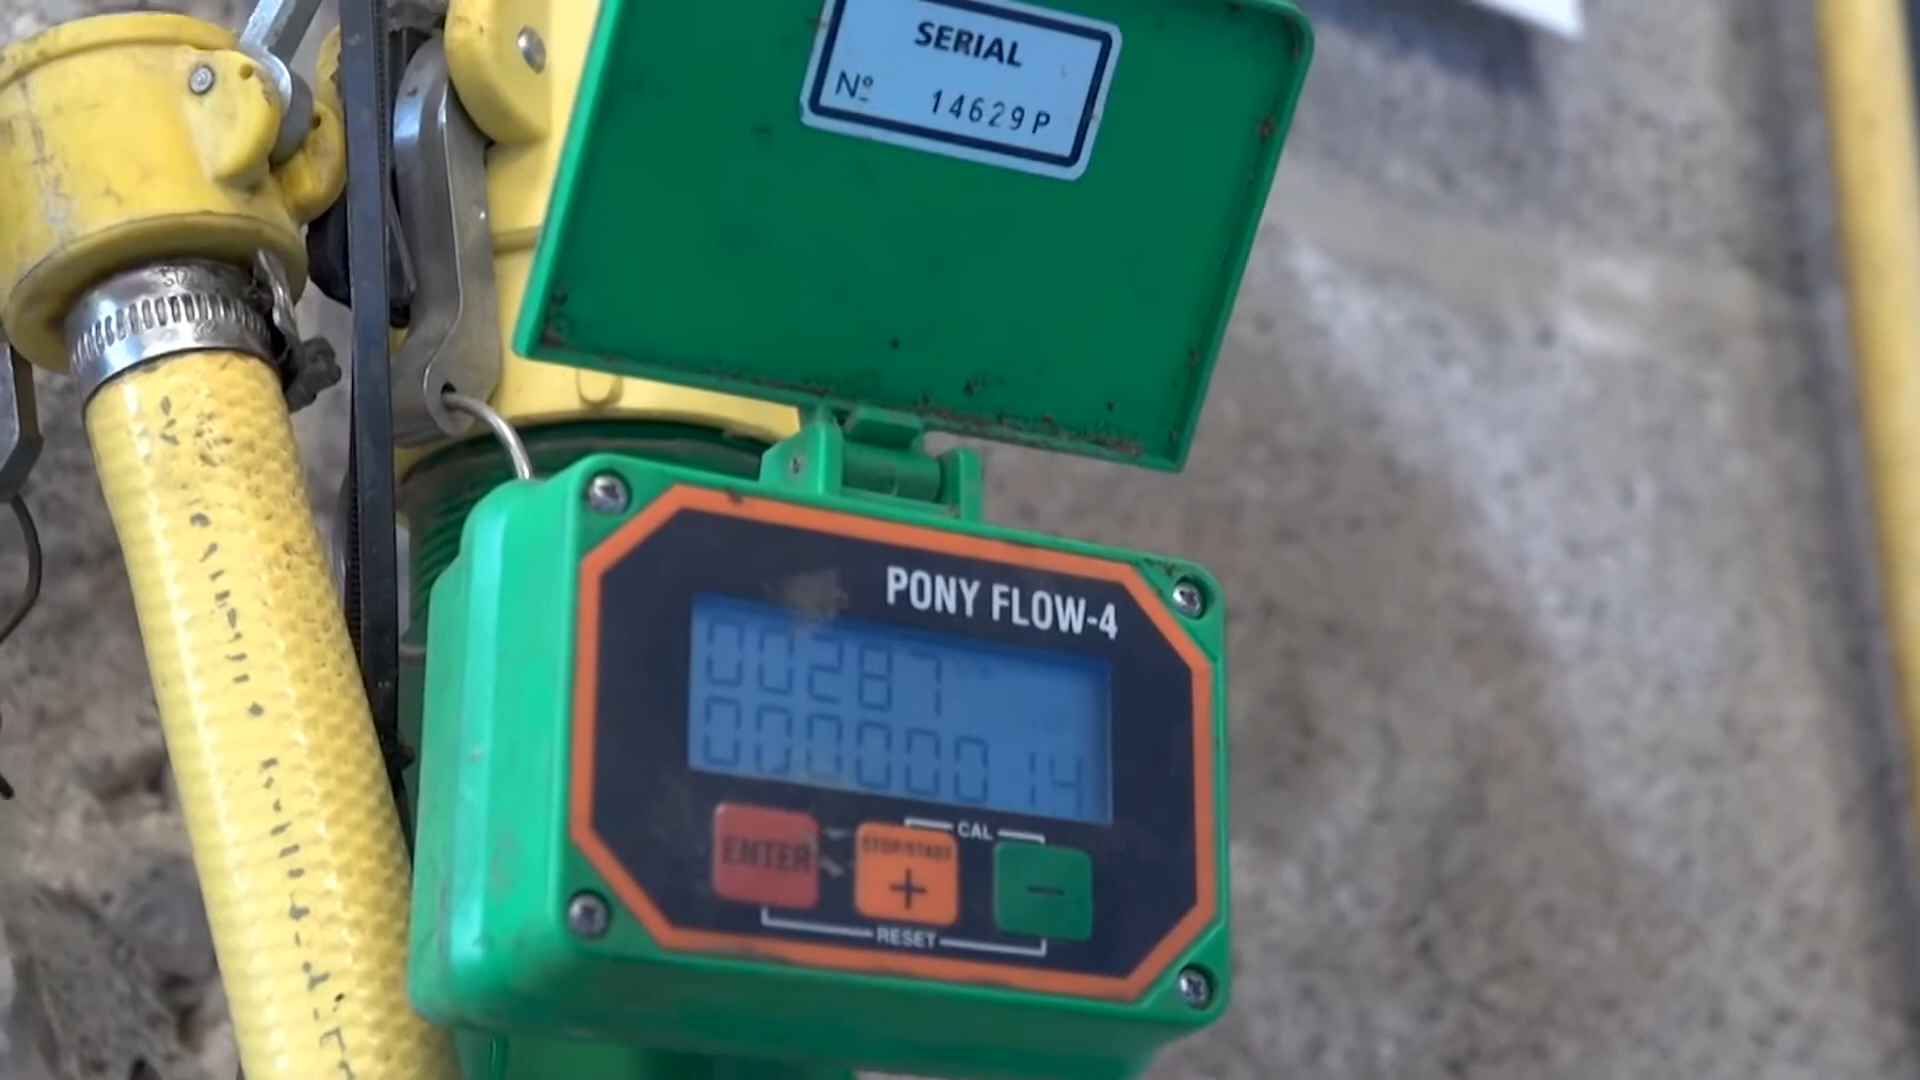 SERIAL
Nº 14629P
PONY FLOW-4
00287
00000014
CAL
ENTER
STOP/START
+
−
RESET